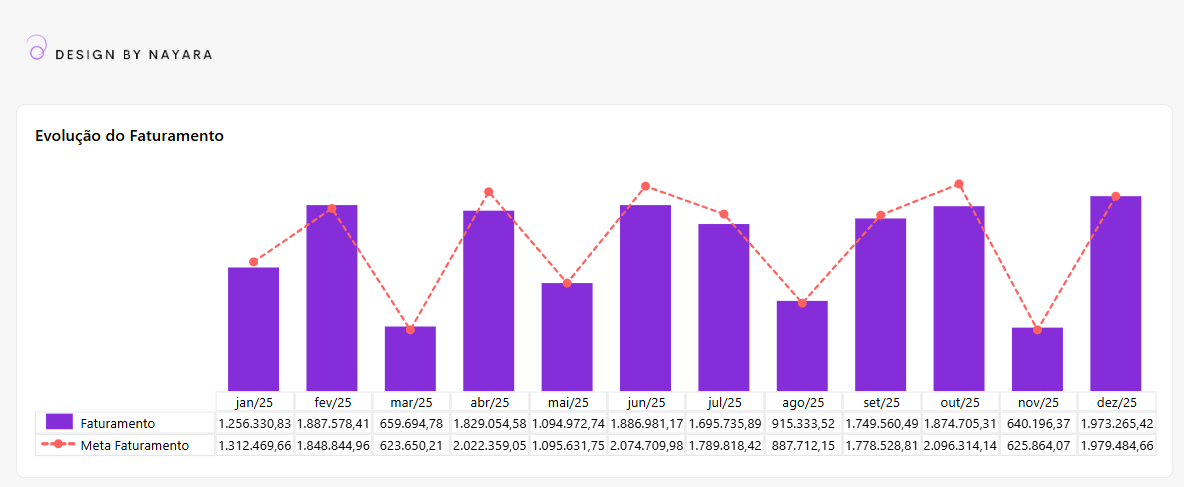 DESIGN BY NAYARA
Evolução do Faturamento
jan/25 fev/25 mar/25 abr/25 mai/25 jun/25 jul/25 ago/25 set/25 out/25 nov/25 dez/25
Faturamento 1.256.330,83 1.887.578,41 659.694,78 1.829.054,58 1.094.972,74 1.886.981,17 1.695.735,89 915.333,52 1.749.560,49 1.874.705,31 640.196,37 1.973.265,42
Meta Faturamento 1.312.469,66 1.848.844,96 623.650,21 2.022.359,05 1.095.631,75 2.074.709,98 1.789.818,42 887.712,15 1.778.528,81 2.096.314,14 625.864,07 1.979.484,66